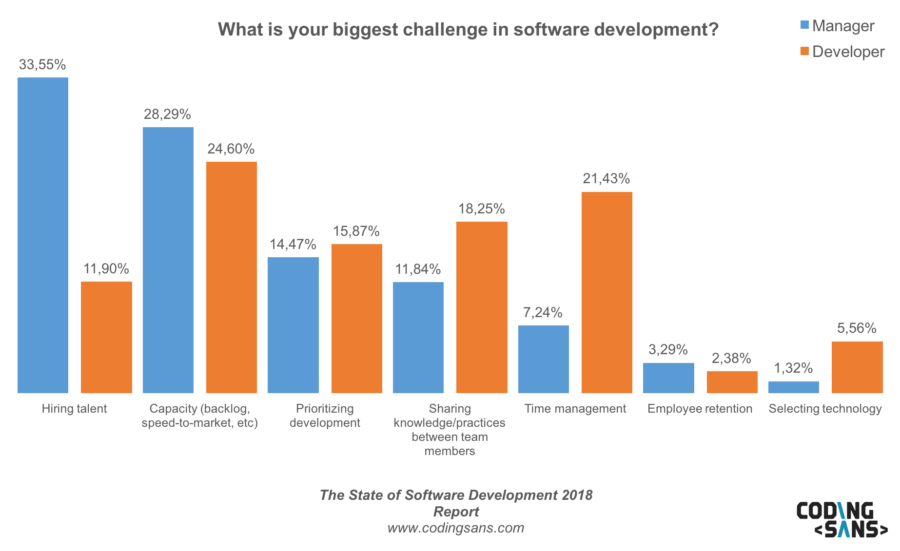 What is your biggest challenge in software development?
Manager
Developer
33,55%
11,90%
28,29%
24,60%
14,47%
15,87%
11,84%
18,25%
7,24%
21,43%
3,29%
2,38%
1,32%
5,56%
Hiring talent
Capacity (backlog,
speed-to-market, etc)
Prioritizing
development
Sharing
knowledge/practices
between team
members
Time management
Employee retention
Selecting technology
The State of Software Development 2018
Report
www.codingsans.com
CODING
<SANS>